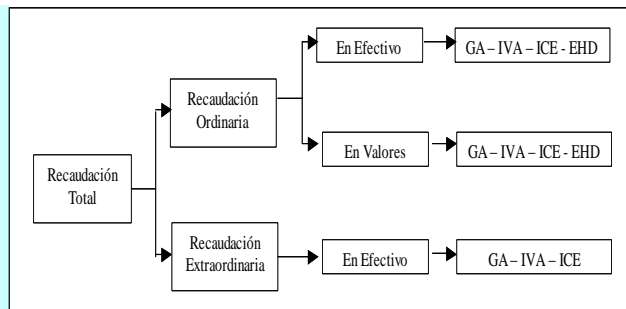 En Efectivo
GA – IVA – ICE - EHD
Recaudación
Ordinaria
En Valores
GA – IVA – ICE - EHD
Recaudación
Total
Recaudación
Extraordinaria
En Efectivo
GA – IVA – ICE